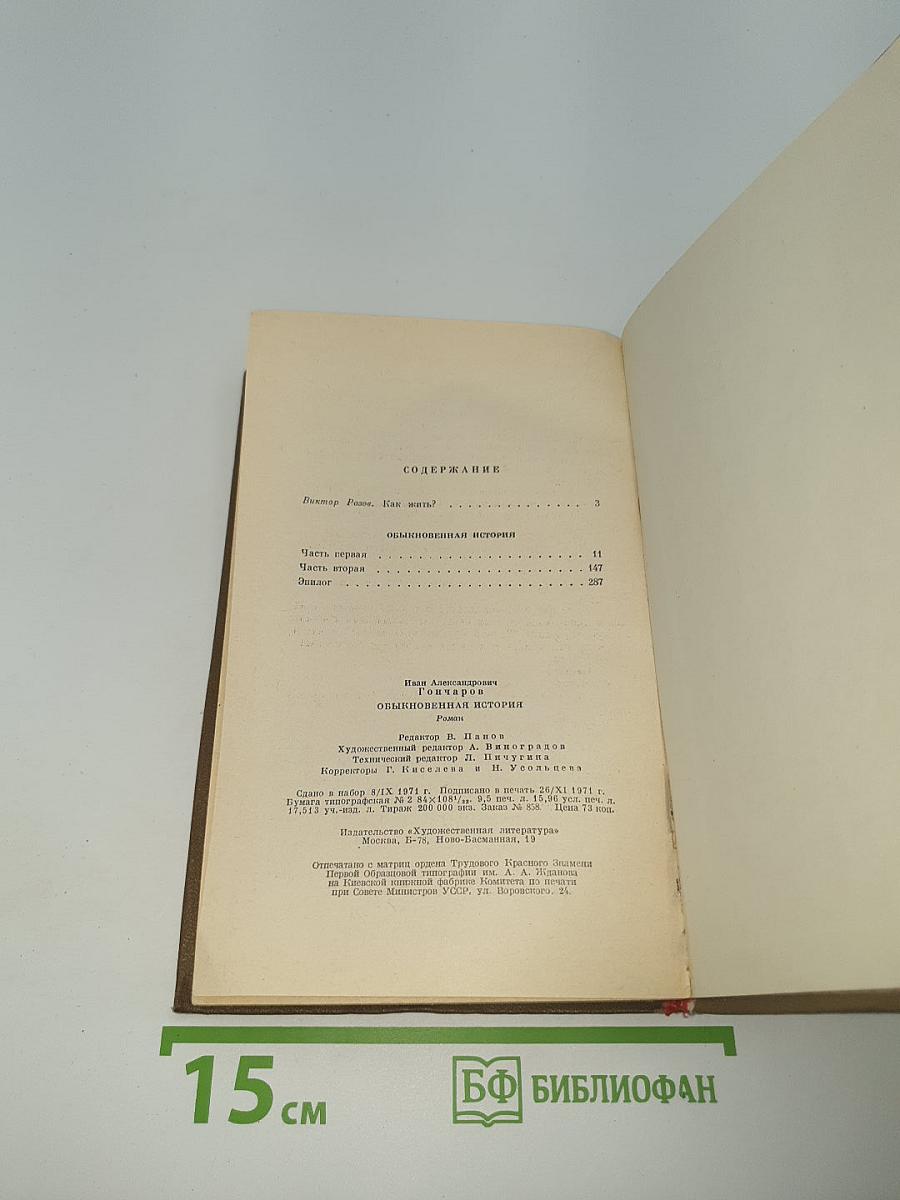 СОДЕРЖАНИЕ
Виктор Розов. Как жить? . . . . . . . . . . . . . . 3
ОБЫКНОВЕННАЯ ИСТОРИЯ
Часть первая . . . . . . . . . . . . . . . . . . . . . . 11
Часть вторая . . . . . . . . . . . . . . . . . . . . . . 147
Эпилог . . . . . . . . . . . . . . . . . . . . . . . . . 287
Иван Александрович
Гончаров
ОБЫКНОВЕННАЯ ИСТОРИЯ
Роман
Редактор В. Панов
Художественный редактор А. Виноградов
Технический редактор Л. Пичугина
Корректоры Г. Киселева и Н. Усольцева
Сдано в набор 8/IX 1971 г. Подписано в печать 26/XI 1971 г.
Бумага типографская № 2 84×108¹/₃₂. 9,5 печ. л. 15,96 усл. печ. л.
17,513 уч.-изд. л. Тираж 200 000 экз. Заказ № 858. Цена 73 коп.
Издательство «Художественная литература»
Москва, Б-78, Ново-Басманная, 19
Отпечатано с матриц ордена Трудового Красного Знамени
Первой Образцовой типографии им. А. А. Жданова
на Киевской книжной фабрике Комитета по печати
при Совете Министров УССР, ул. Воровского, 24.
15 см
БФ БИБЛИОФАН